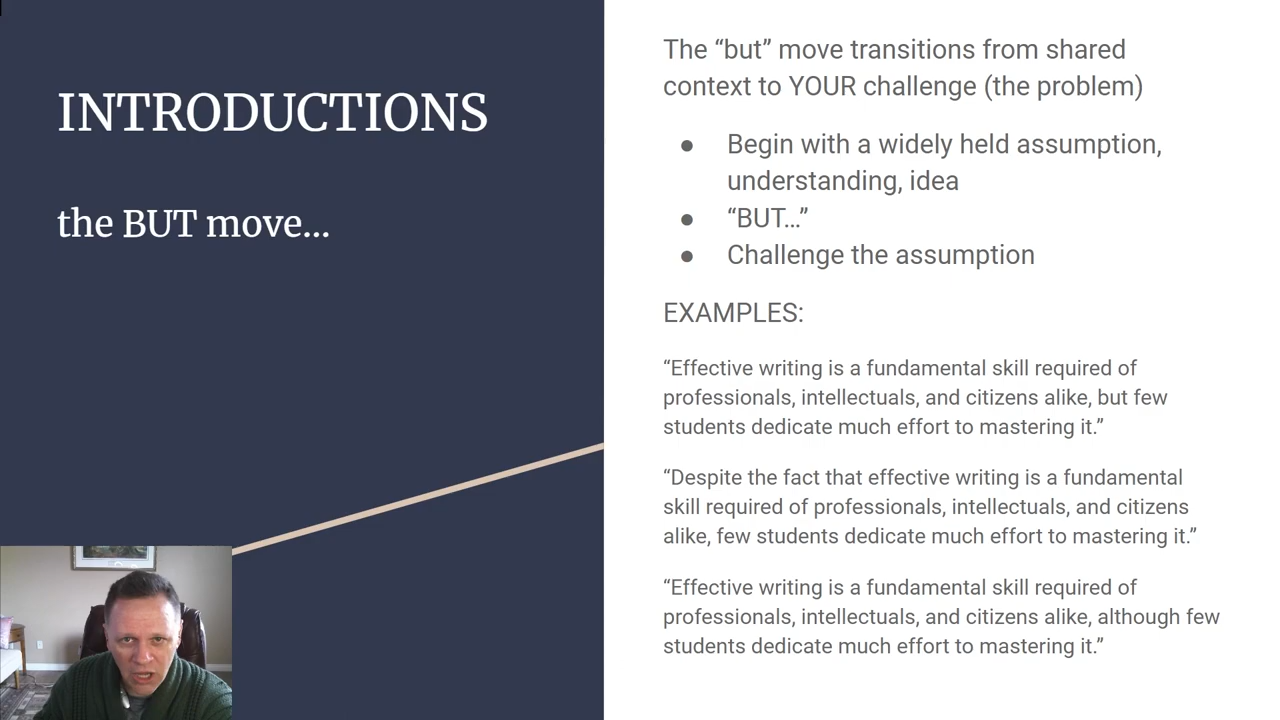 INTRODUCTIONS
the BUT move...
The “but” move transitions from shared
context to YOUR challenge (the problem)
● Begin with a widely held assumption,
understanding, idea
● “BUT…”
● Challenge the assumption
EXAMPLES:
“Effective writing is a fundamental skill required of
professionals, intellectuals, and citizens alike, but few
students dedicate much effort to mastering it.”
“Despite the fact that effective writing is a fundamental
skill required of professionals, intellectuals, and citizens
alike, few students dedicate much effort to mastering it.”
“Effective writing is a fundamental skill required of
professionals, intellectuals, and citizens alike, although few
students dedicate much effort to mastering it.”